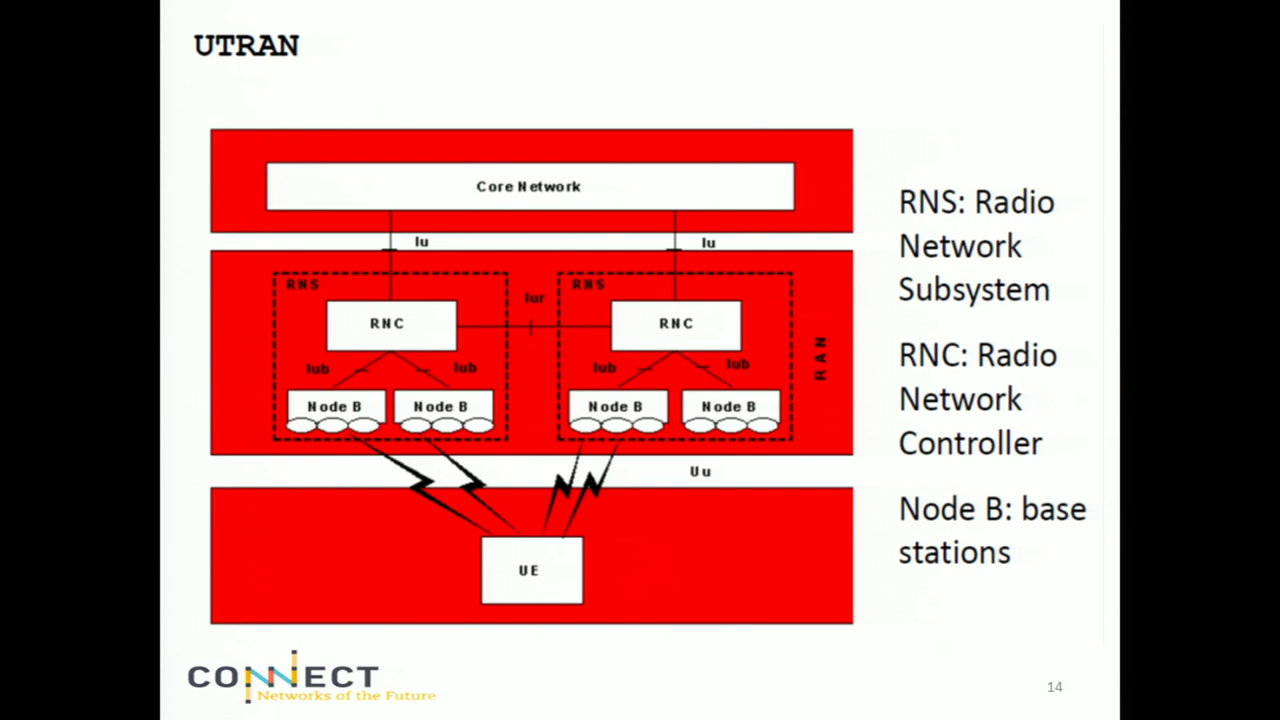 UTRAN
Core Network
Iu
Iu
RNS
RNS
Iur
RNC
RNC
RAN
Iub
Iub
Iub
Iub
Node B
Node B
Node B
Node B
Uu
UE
RNS: Radio
Network
Subsystem
RNC: Radio
Network
Controller
Node B: base
stations
CONNECT
Networks of the Future
14